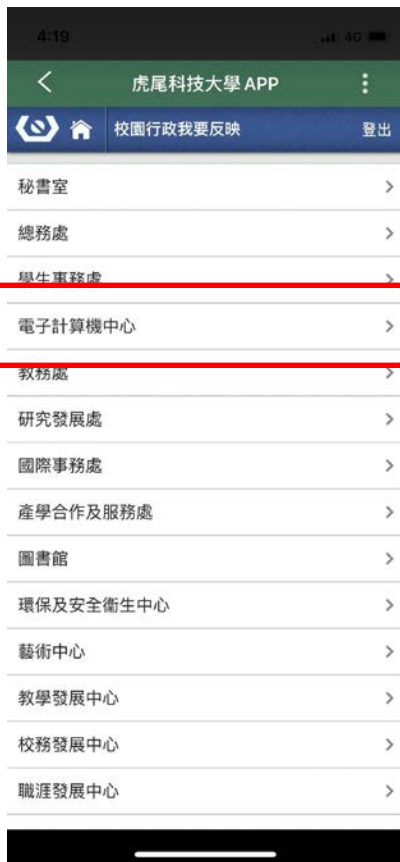 4:19 4G
虎尾科技大學 APP
校園行政我要反映 登出
秘書室
總務處
學生事務處
電子計算機中心
教務處
研究發展處
國際事務處
產學合作及服務處
圖書館
環保及安全衞生中心
藝術中心
教學發展中心
校務發展中心
職涯發展中心